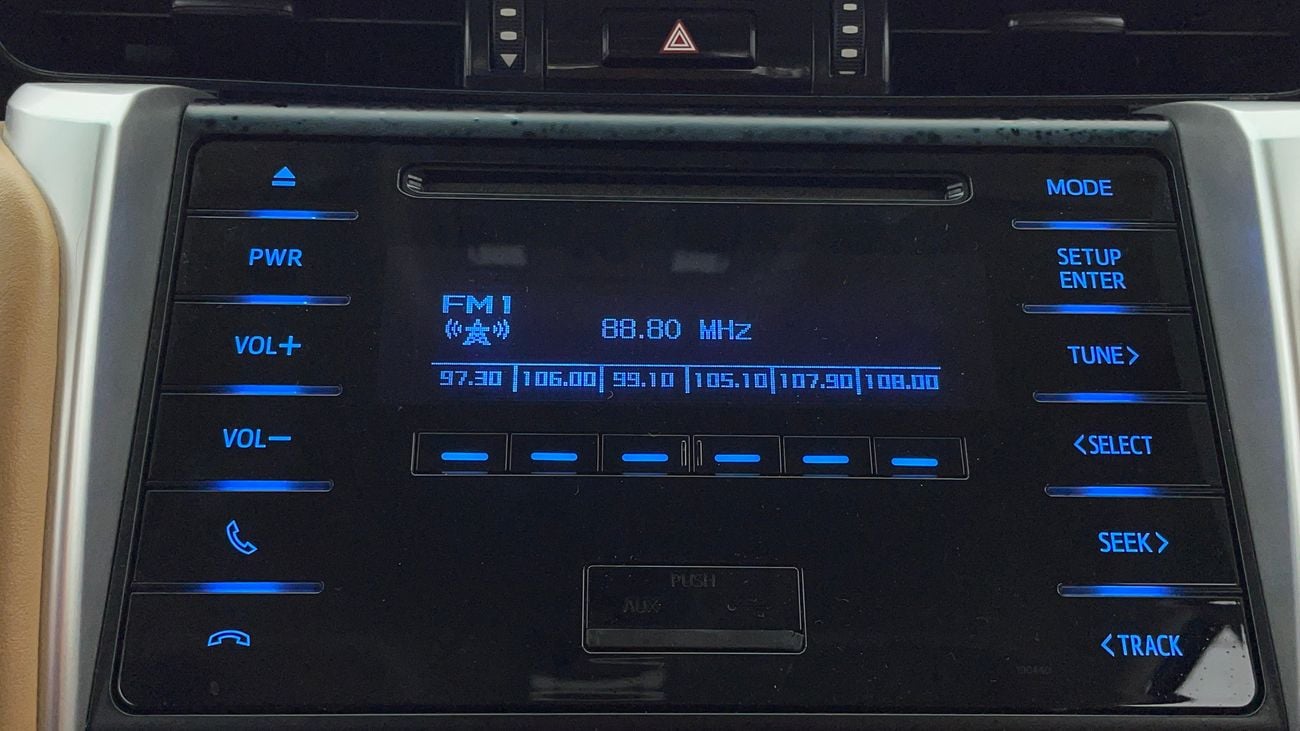 MODE
PWR
SETUP
ENTER
FM1
88.80 MHz
VOL+
TUNE>
97.30 106.00 99.10 105.10 107.90 108.00
VOL-
<SELECT
SEEK>
PUSH
AUX
<TRACK